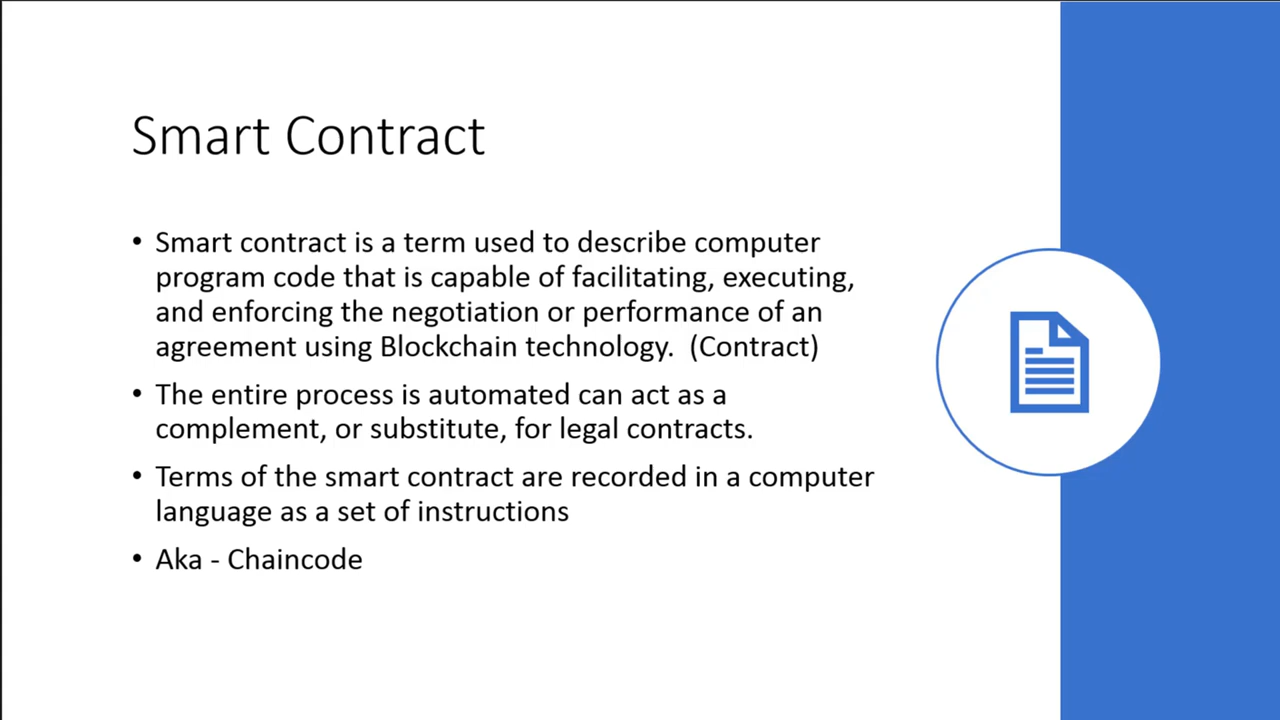 Smart Contract
• Smart contract is a term used to describe computer
program code that is capable of facilitating, executing,
and enforcing the negotiation or performance of an
agreement using Blockchain technology.  (Contract)
• The entire process is automated can act as a
complement, or substitute, for legal contracts.
• Terms of the smart contract are recorded in a computer
language as a set of instructions
• Aka - Chaincode